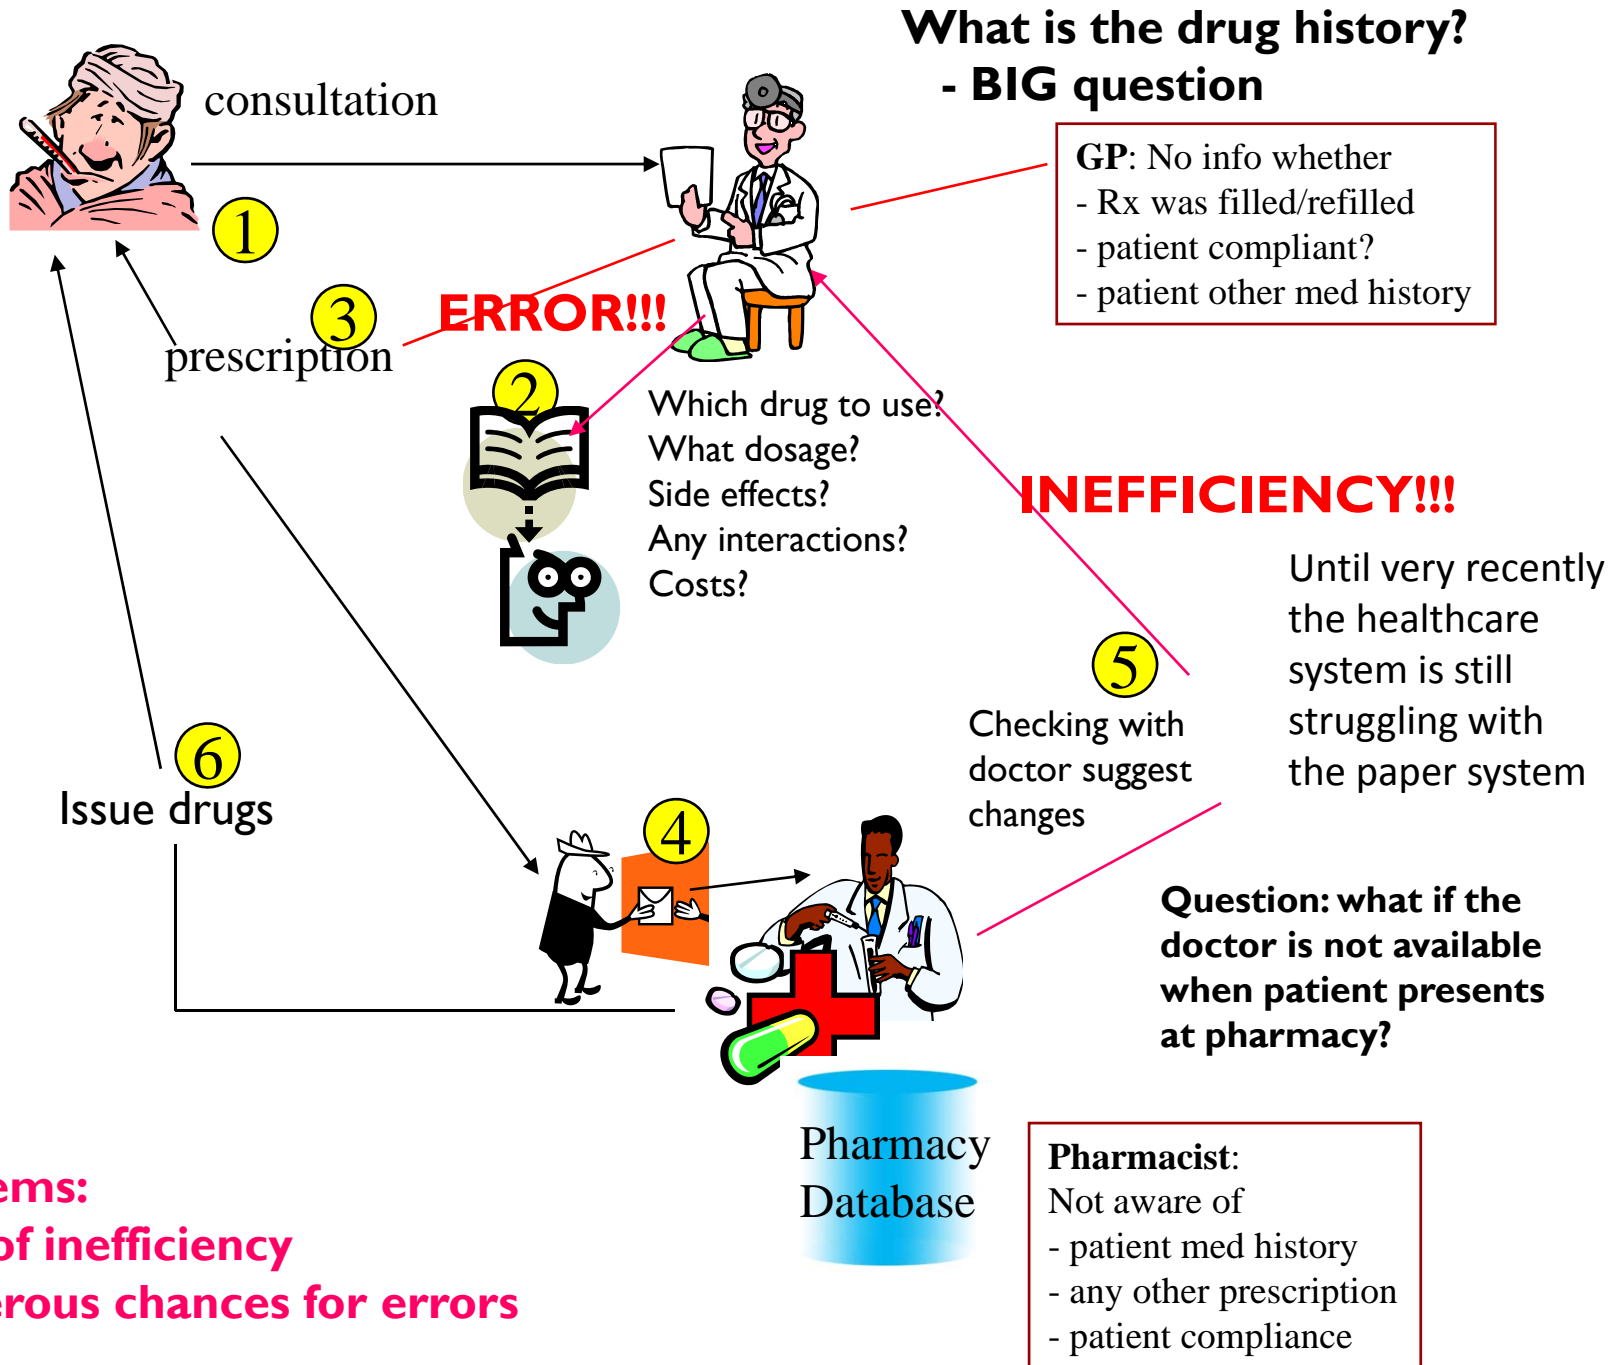 What is the drug history?
- BIG question
consultation
GP: No info whether
- Rx was filled/refilled
- patient compliant?
- patient other med history
1
3
ERROR!!!
prescription
2
Which drug to use?
What dosage?
Side effects?
Any interactions?
Costs?
INEFFICIENCY!!!
Until very recently
the healthcare
system is still
struggling with
the paper system
5
Checking with
doctor suggest
changes
6
Issue drugs
4
Question: what if the
doctor is not available
when patient presents
at pharmacy?
Pharmacy
Database
Pharmacist:
Not aware of
- patient med history
- any other prescription
- patient compliance
ems:
of inefficiency
erous chances for errors